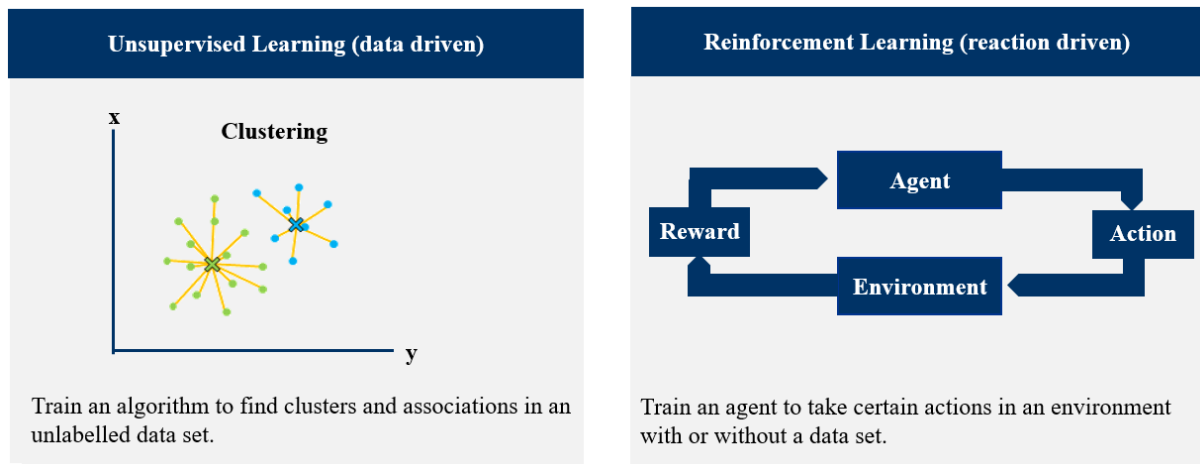 Unsupervised Learning (data driven)
x
Clustering
y
Train an algorithm to find clusters and associations in an
unlabelled data set.
Reinforcement Learning (reaction driven)
Agent
Reward
Action
Environment
Train an agent to take certain actions in an environment
with or without a data set.